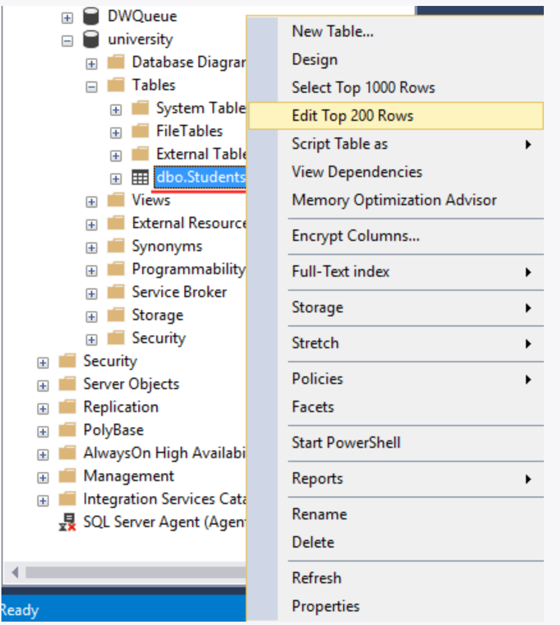 DWQueue
university
Database Diagrar
Tables
System Table
FileTables
External Table
dbo.Students
Views
External Resource
Synonyms
Programmability
Service Broker
Storage
Security
Security
Server Objects
Replication
PolyBase
AlwaysOn High Availabi
Management
Integration Services Cata
SQL Server Agent (Agen
Ready
New Table...
Design
Select Top 1000 Rows
Edit Top 200 Rows
Script Table as
View Dependencies
Memory Optimization Advisor
Encrypt Columns...
Full-Text index
Storage
Stretch
Policies
Facets
Start PowerShell
Reports
Rename
Delete
Refresh
Properties